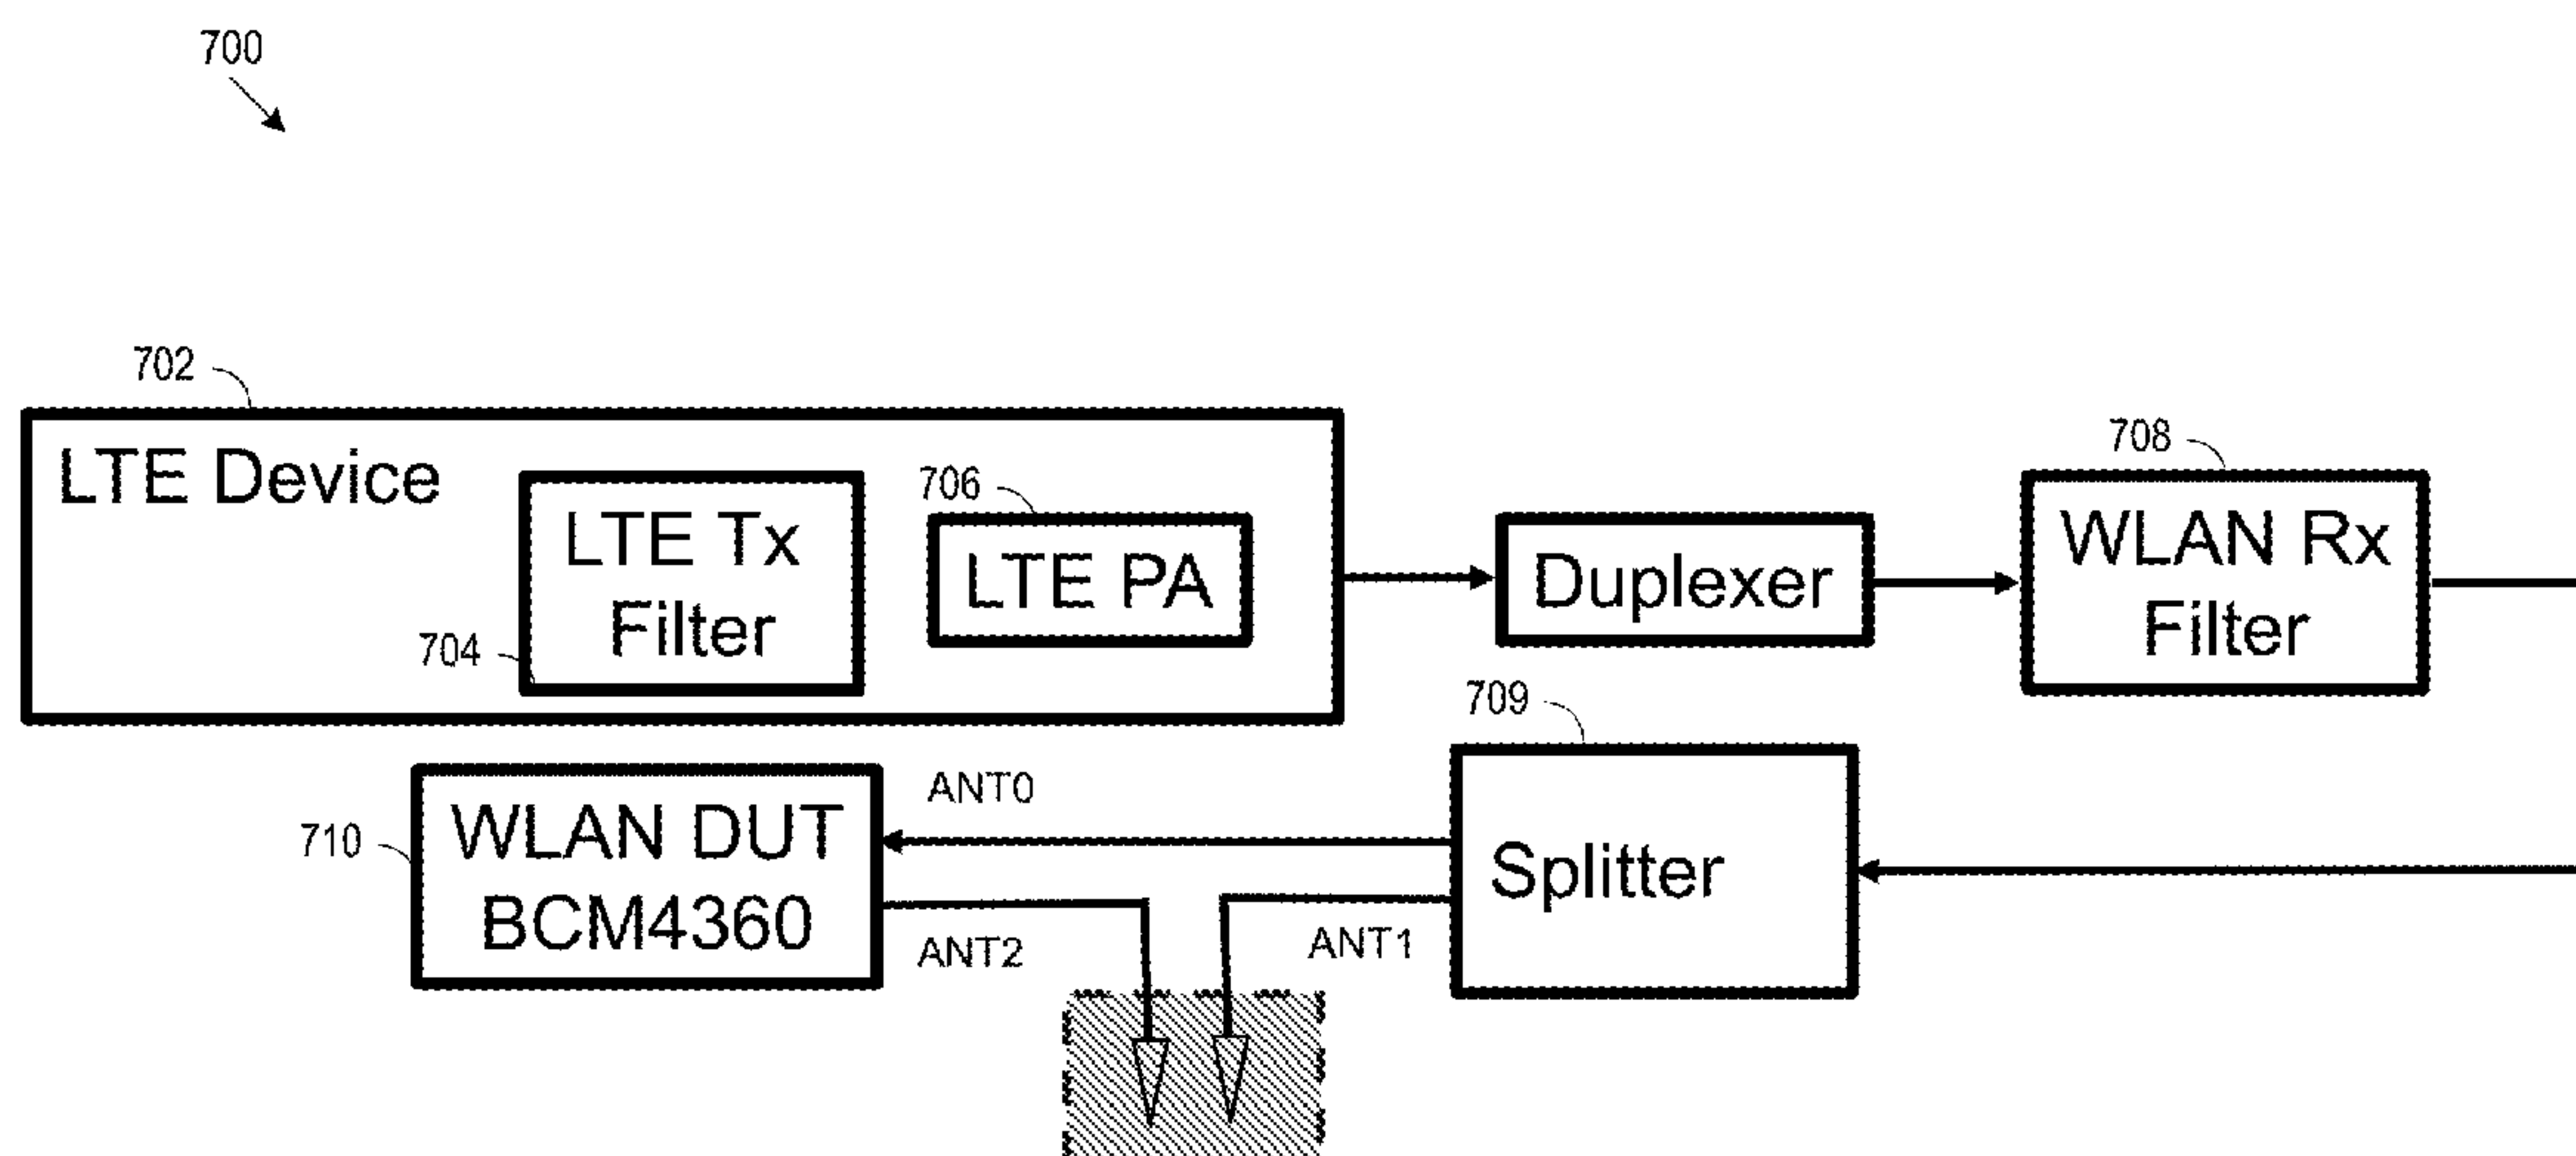 700
702
LTE Device
LTE Tx
Filter
704
706
LTE PA
Duplexer
708
WLAN Rx
Filter
709
Splitter
710
WLAN DUT
BCM4360
ANT0
ANT2
ANT1